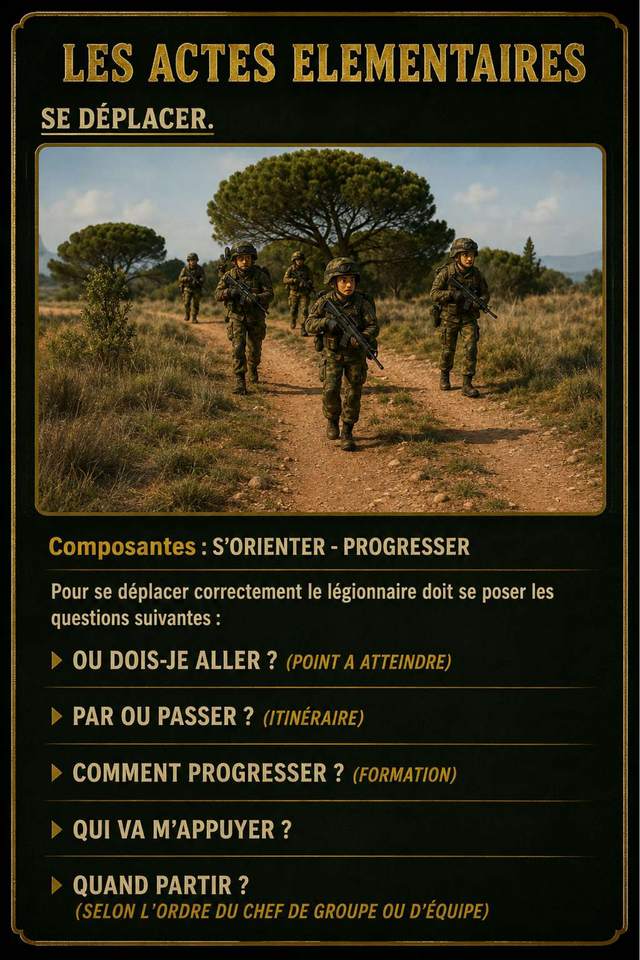 LES ACTES ELEMENTAIRES
SE DÉPLACER.
Composantes : S'ORIENTER - PROGRESSER
Pour se déplacer correctement le légionnaire doit se poser les
questions suivantes :
OU DOIS-JE ALLER ? (POINT A ATTEINDRE)
PAR OU PASSER ? (ITINÉRAIRE)
COMMENT PROGRESSER ? (FORMATION)
QUI VA M'APPUYER ?
QUAND PARTIR ?
(SELON L'ORDRE DU CHEF DE GROUPE OU D'ÉQUIPE)